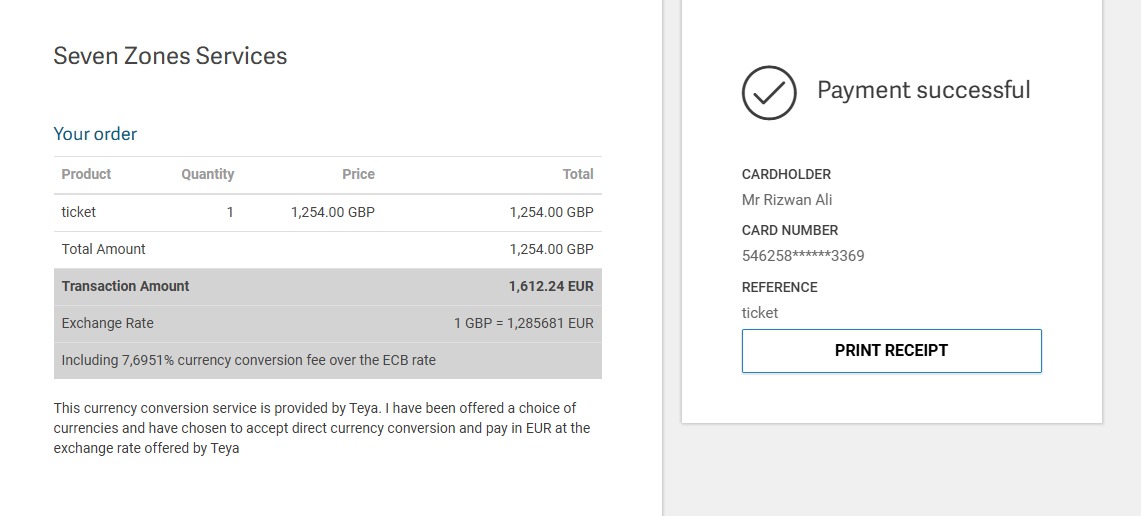 Seven Zones Services
Your order
Product Quantity Price Total
ticket 1 1,254.00 GBP 1,254.00 GBP
Total Amount 1,254.00 GBP
Transaction Amount 1,612.24 EUR
Exchange Rate 1 GBP = 1,285681 EUR
Including 7,6951% currency conversion fee over the ECB rate
This currency conversion service is provided by Teya. I have been offered a choice of
currencies and have chosen to accept direct currency conversion and pay in EUR at the
exchange rate offered by Teya
Payment successful
CARDHOLDER
Mr Rizwan Ali
CARD NUMBER
546258******3369
REFERENCE
ticket
PRINT RECEIPT